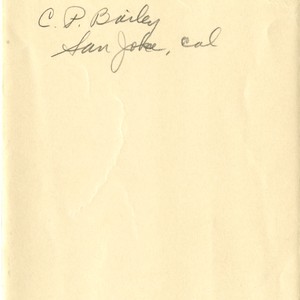 C. P. Bailey
San Jose, Cal